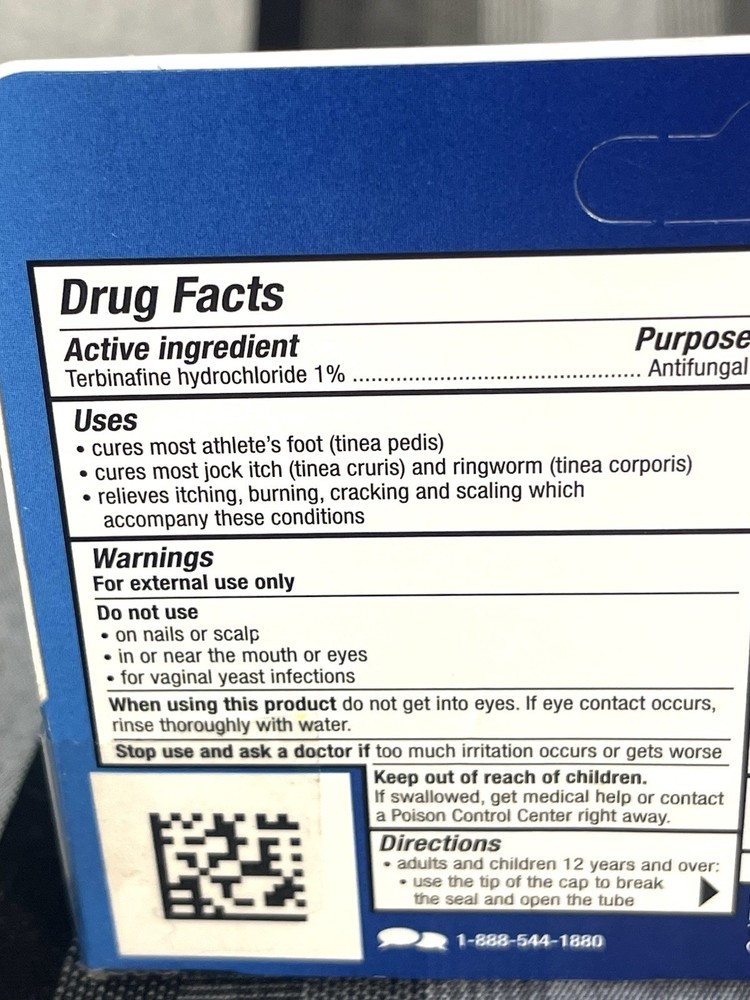 Drug Facts
Active ingredient Purpose
Terbinafine hydrochloride 1% ............................................. Antifungal
Uses
• cures most athlete's foot (tinea pedis)
• cures most jock itch (tinea cruris) and ringworm (tinea corporis)
• relieves itching, burning, cracking and scaling which
accompany these conditions
Warnings
For external use only
Do not use
• on nails or scalp
• in or near the mouth or eyes
• for vaginal yeast infections
When using this product do not get into eyes. If eye contact occurs,
rinse thoroughly with water.
Stop use and ask a doctor if too much irritation occurs or gets worse
Keep out of reach of children.
If swallowed, get medical help or contact
a Poison Control Center right away.
Directions
• adults and children 12 years and over:
• use the tip of the cap to break
the seal and open the tube
1-888-544-1880